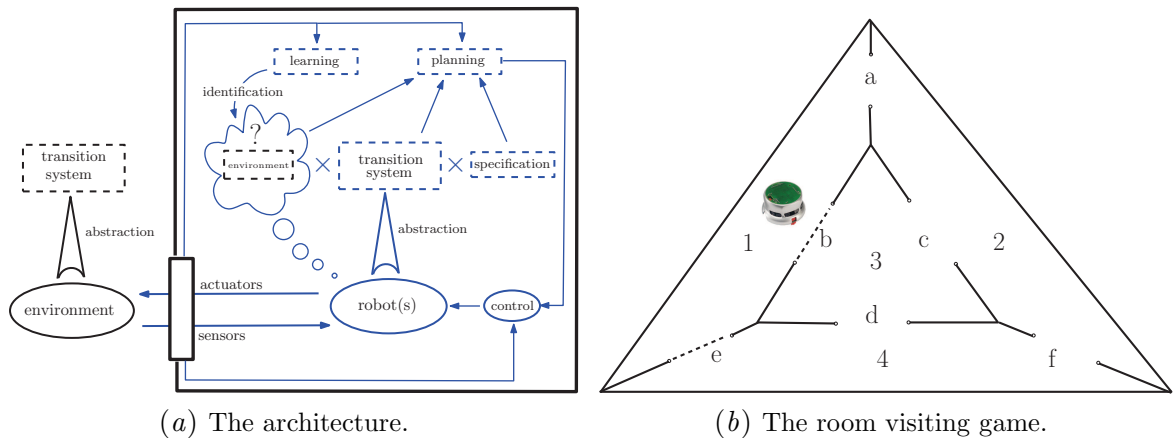 learning
planning
identification
?
environment
×
transition
system
×
specification
transition
system
abstraction
abstraction
environment
actuators
sensors
robot(s)
control
(a) The architecture.
a
b
c
1
2
3
d
e
4
f
(b) The room visiting game.